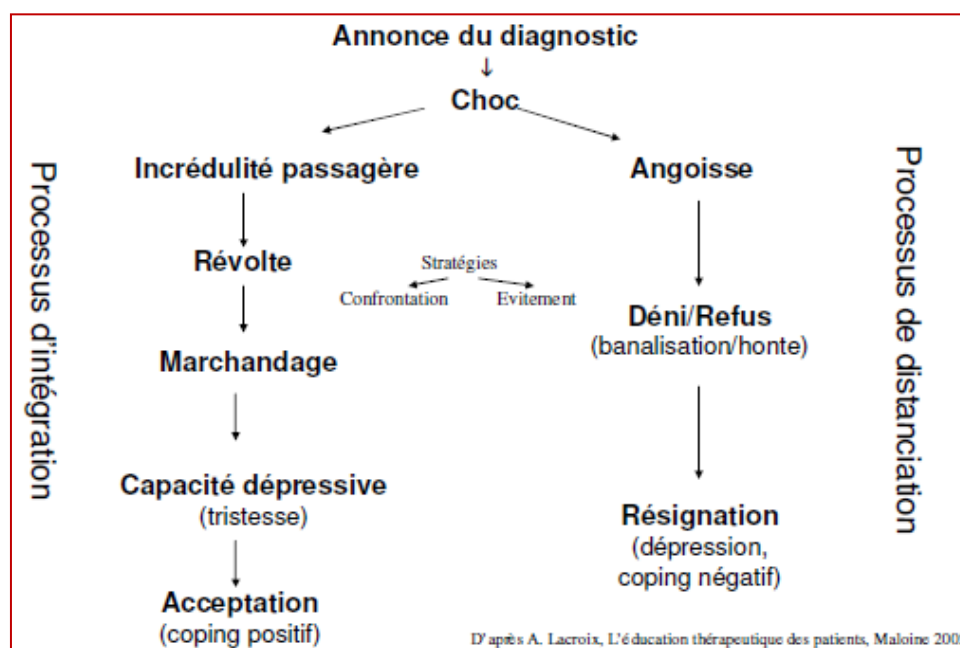 Annonce du diagnostic
Choc
Incrédulité passagère
Angoisse
Processus d'intégration
Processus de distanciation
Révolte
Stratégies
Confrontation
Evitement
Déni/Refus
(banalisation/honte)
Marchandage
Capacité dépressive
(tristesse)
Résignation
(dépression,
coping négatif)
Acceptation
(coping positif)
D'après A. Lacroix, L'éducation thérapeutique des patients, Maloine